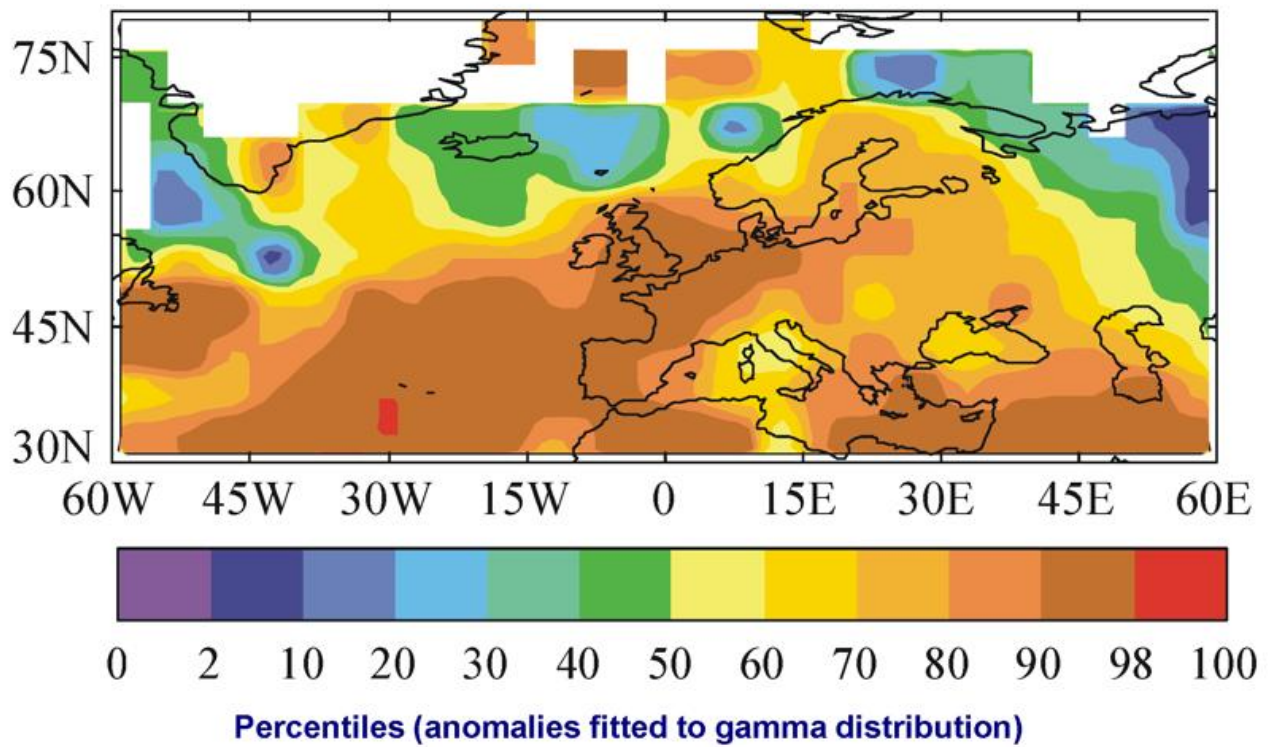 75N
60N
45N
30N
60W 45W 30W 15W 0 15E 30E 45E 60E
0 2 10 20 30 40 50 60 70 80 90 98 100
Percentiles (anomalies fitted to gamma distribution)